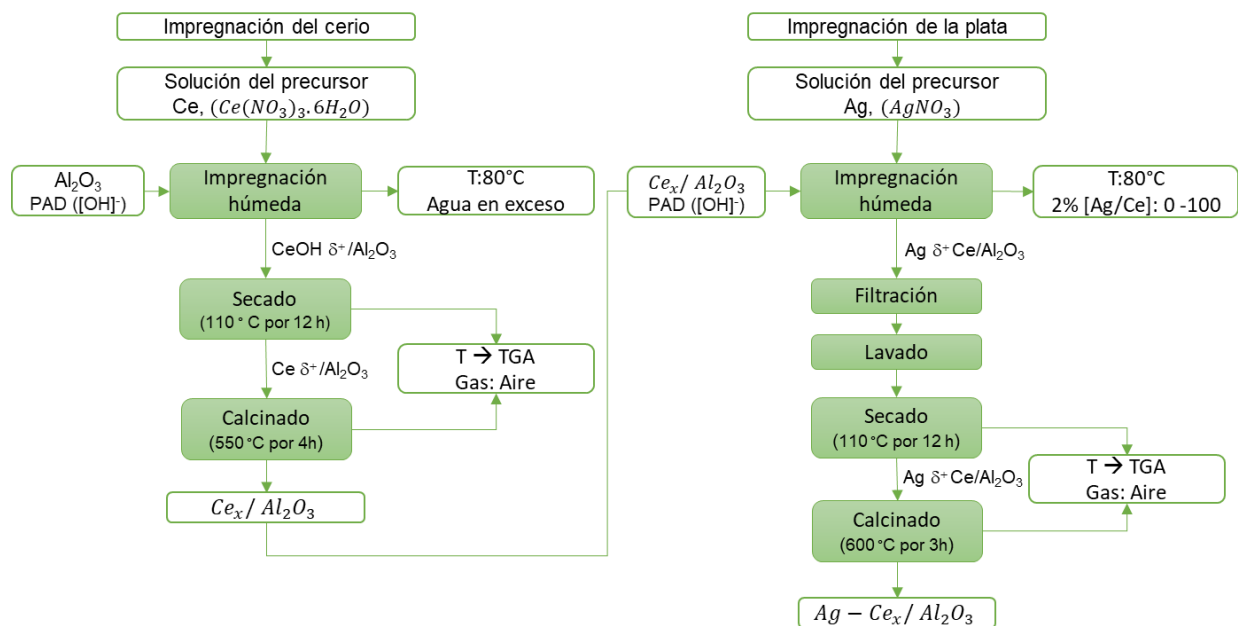 Impregnación del cerio
Solución del precursor
Ce, (Ce(NO₃)₃.6H₂O)
Al₂O₃
PAD ([OH]⁻)
Impregnación
húmeda
T:80°C
Agua en exceso
CeOH δ⁺/Al₂O₃
Secado
(110 °C por 12 h)
Ce δ⁺/Al₂O₃
T → TGA
Gas: Aire
Calcinado
(550 °C por 4h)
Ceₓ/ Al₂O₃
Impregnación de la plata
Solución del precursor
Ag, (AgNO₃)
Ceₓ/ Al₂O₃
PAD ([OH]⁻)
Impregnación
húmeda
T:80°C
2% [Ag/Ce]: 0 -100
Ag δ⁺Ce/Al₂O₃
Filtración
Lavado
Secado
(110 °C por 12 h)
Ag δ⁺Ce/Al₂O₃
T → TGA
Gas: Aire
Calcinado
(600 °C por 3h)
Ag − Ceₓ/ Al₂O₃